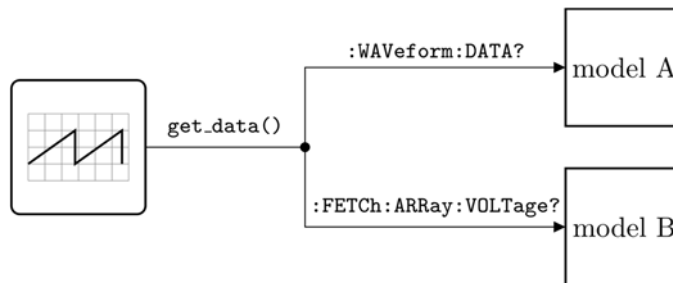 :WAVeform:DATA?
model A
get_data()
:FETCh:ARRay:VOLTage?
model B